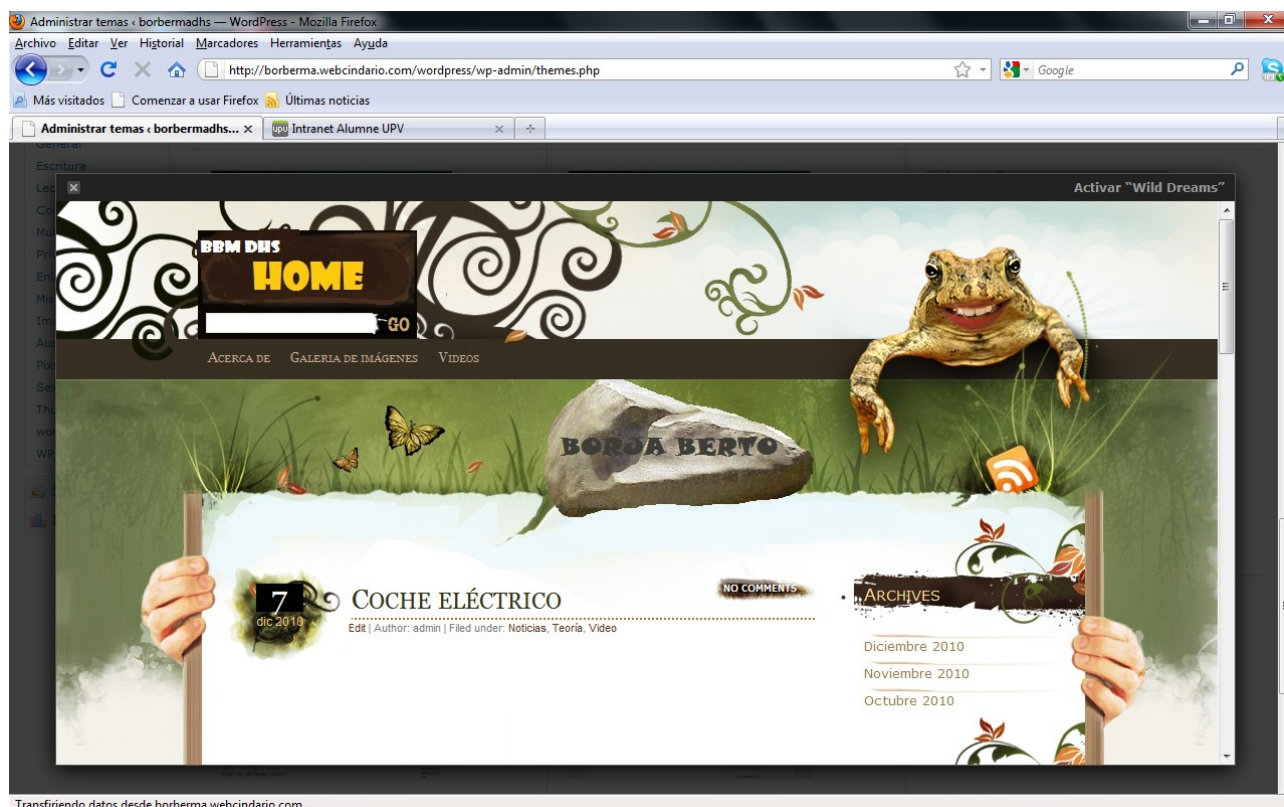 Administrar temas ‹ borbermadhs — WordPress - Mozilla Firefox
Archivo Editar Ver Historial Marcadores Herramientas Ayuda
http://borberma.webcindario.com/wordpress/wp-admin/themes.php
Google
Más visitados Comenzar a usar Firefox Últimas noticias
Administrar temas ‹ borbermadhs... upv Intranet Alumne UPV
General
Escritura
Activar “Wild Dreams”
BBM DHS
HOME
GO
Acerca de Galeria de imágenes Videos
BORJA BERTO
7
dic 2010
Coche eléctrico
NO COMMENTS
Edit | Author: admin | Filed under: Noticias, Teoría, Video
Archives
Diciembre 2010
Noviembre 2010
Octubre 2010
Transfiriendo datos desde borberma.webcindario.com...